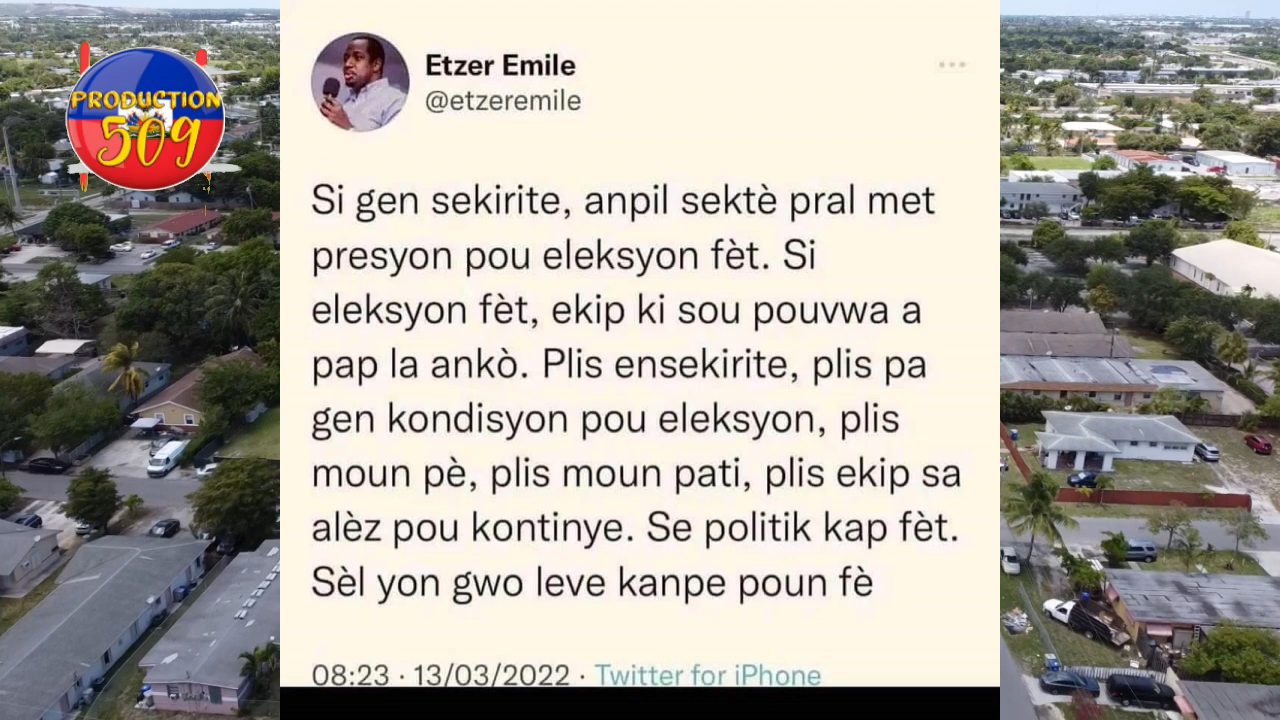 PRODUCTION
509
Etzer Emile
@etzeremile
Si gen sekirite, anpil sektè pral met
presyon pou eleksyon fèt. Si
eleksyon fèt, ekip ki sou pouvwa a
pap la ankò. Plis ensekirite, plis pa
gen kondisyon pou eleksyon, plis
moun pè, plis moun pati, plis ekip sa
alèz pou kontinye. Se politik kap fèt.
Sèl yon gwo leve kanpe poun fè
08:23 · 13/03/2022 · Twitter for iPhone